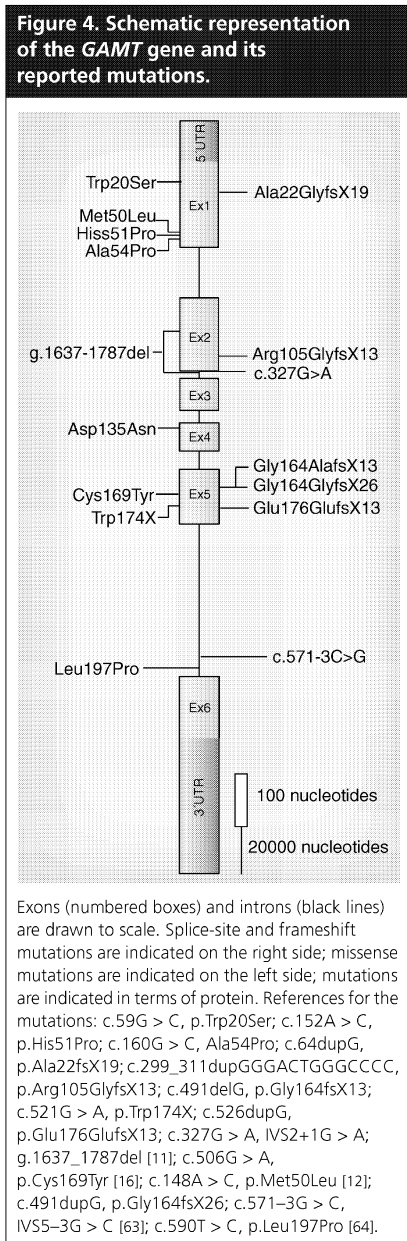 Figure 4. Schematic representation
of the GAMT gene and its
reported mutations.
5'UTR
Trp20Ser
Ala22GlyfsX19
Ex1
Met50Leu
Hiss51Pro
Ala54Pro
Ex2
g.1637-1787del
Arg105GlyfsX13
c.327G>A
Ex3
Asp135Asn
Ex4
Gly164AlafsX13
Cys169Tyr
Ex5
Gly164GlyfsX26
Trp174X
Glu176GlufsX13
c.571-3C>G
Leu197Pro
Ex6
3'UTR
100 nucleotides
20000 nucleotides
Exons (numbered boxes) and introns (black lines)
are drawn to scale. Splice-site and frameshift
mutations are indicated on the right side; missense
mutations are indicated on the left side; mutations
are indicated in terms of protein. References for the
mutations: c.59G > C, p.Trp20Ser; c.152A > C,
p.His51Pro; c.160G > C, Ala54Pro; c.64dupG,
p.Ala22fsX19; c.299_311dupGGGACTGGGCCCC,
p.Arg105GlyfsX13; c.491delG, p.Gly164fsX13;
c.521G > A, p.Trp174X; c.526dupG,
p.Glu176GlufsX13; c.327G > A, IVS2+1G > A;
g.1637_1787del [11]; c.506G > A,
p.Cys169Tyr [16]; c.148A > C, p.Met50Leu [12];
c.491dupG, p.Gly164fsX26; c.571–3G > C,
IVS5–3G > C [63]; c.590T > C, p.Leu197Pro [64].